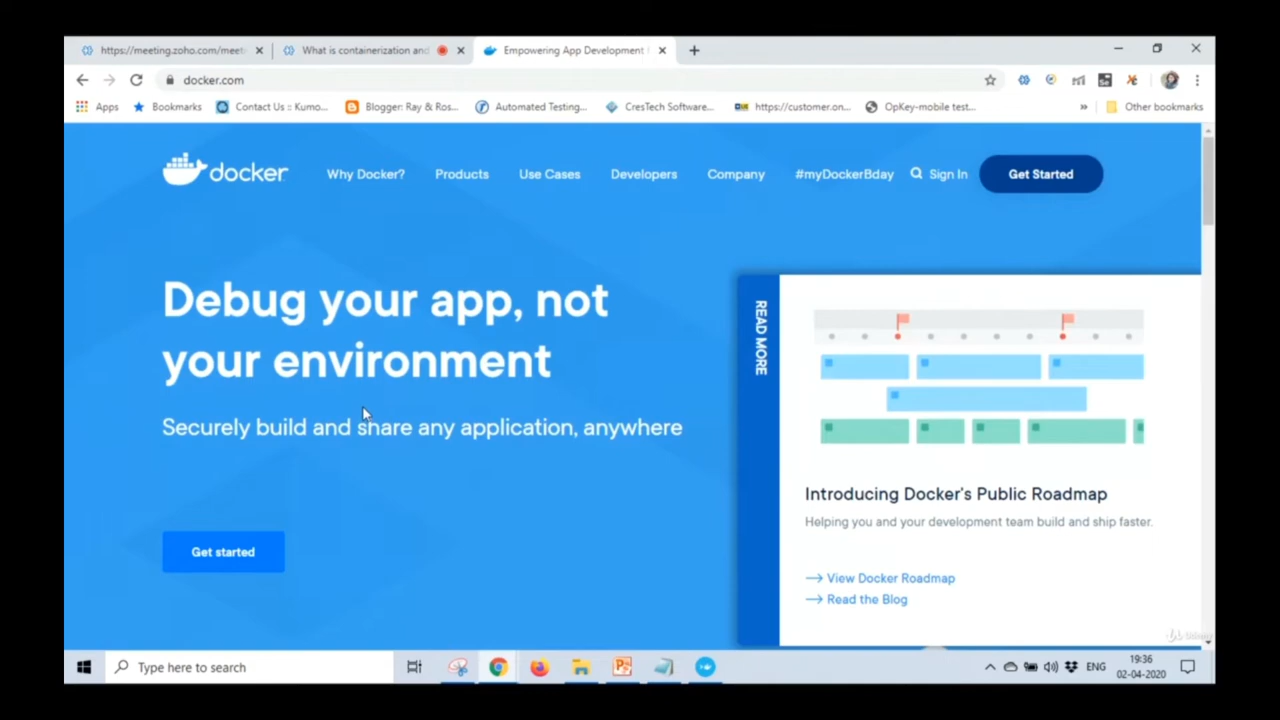 https://meeting.zoho.com/meet
What is containerization and
Empowering App Development
docker.com
Apps
Bookmarks
Contact Us :: Kumo...
Blogger: Ray & Ros...
Automated Testing...
CresTech Software...
https://customer.on...
OpKey-mobile test...
»
Other bookmarks
docker
Why Docker?
Products
Use Cases
Developers
Company
#myDockerBday
Sign In
Get Started
Debug your app, not
your environment
Securely build and share any application, anywhere
Get started
READ MORE
Introducing Docker's Public Roadmap
Helping you and your development team build and ship faster.
View Docker Roadmap
Read the Blog
Type here to search
ENG
19:36
02-04-2020